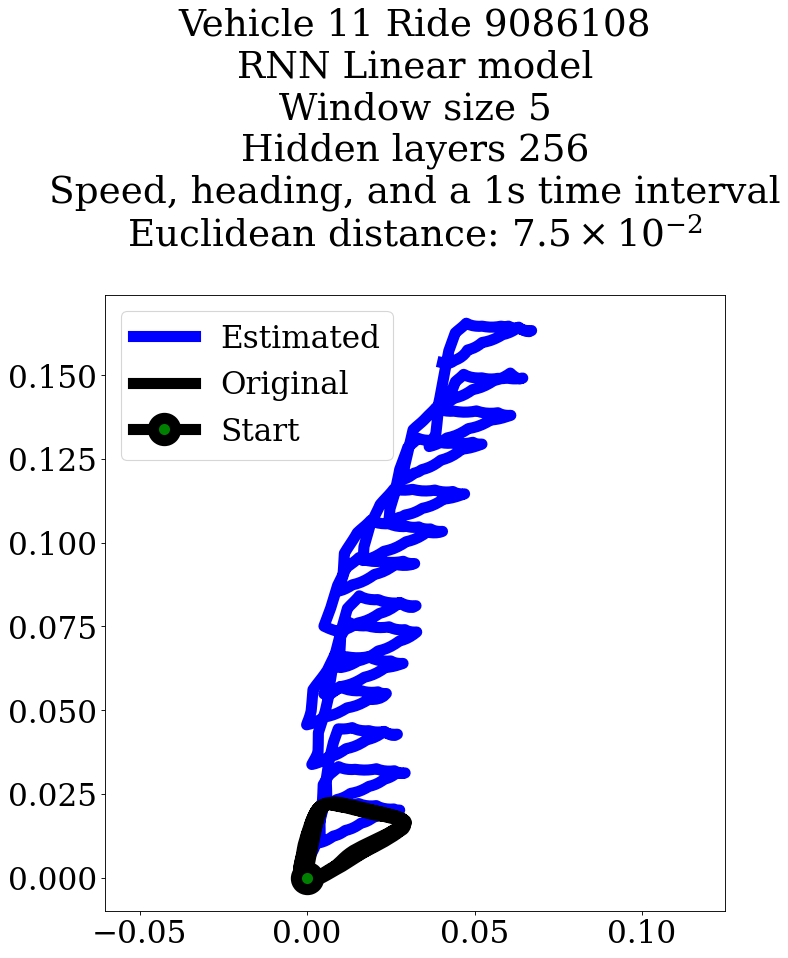 Vehicle 11 Ride 9086108
RNN Linear model
Window size 5
Hidden layers 256
Speed, heading, and a 1s time interval
Euclidean distance: 7.5 × 10⁻²
Estimated
Original
Start
0.150
0.125
0.100
0.075
0.050
0.025
0.000
−0.05 0.00 0.05 0.10